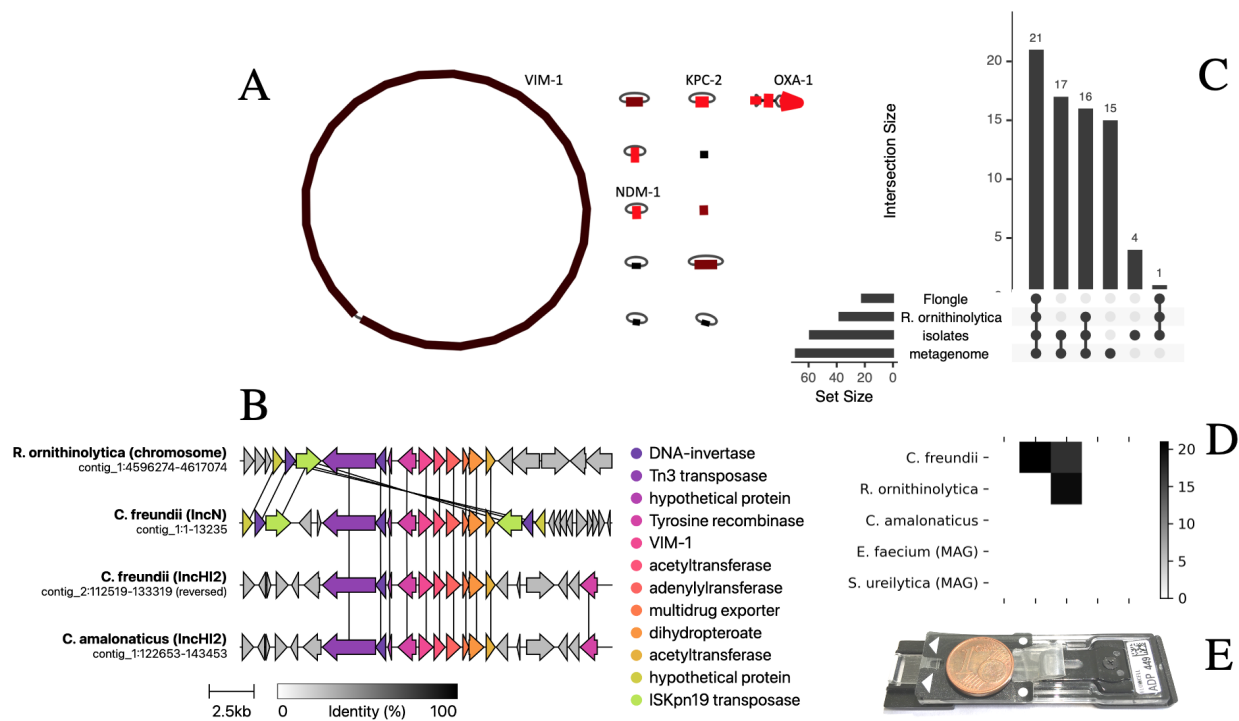 A
VIM-1
KPC-2
OXA-1
NDM-1
C
Intersection Size
20
15
10
5
21
17
16
15
4
1
Flongle
R. ornithinolytica
isolates
metagenome
60 40 20 0
Set Size
B
R. ornithinolytica (chromosome)
contig_1:4596274-4617074
C. freundii (IncN)
contig_1:1-13235
C. freundii (IncHI2)
contig_2:112519-133319 (reversed)
C. amalonaticus (IncHI2)
contig_1:122653-143453
2.5kb
0 Identity (%) 100
DNA-invertase
Tn3 transposase
hypothetical protein
Tyrosine recombinase
VIM-1
acetyltransferase
adenylyltransferase
multidrug exporter
dihydropteroate
acetyltransferase
hypothetical protein
ISKpn19 transposase
D
C. freundii
R. ornithinolytica
C. amalonaticus
E. faecium (MAG)
S. ureilytica (MAG)
20
15
10
5
0
E
ADP 449